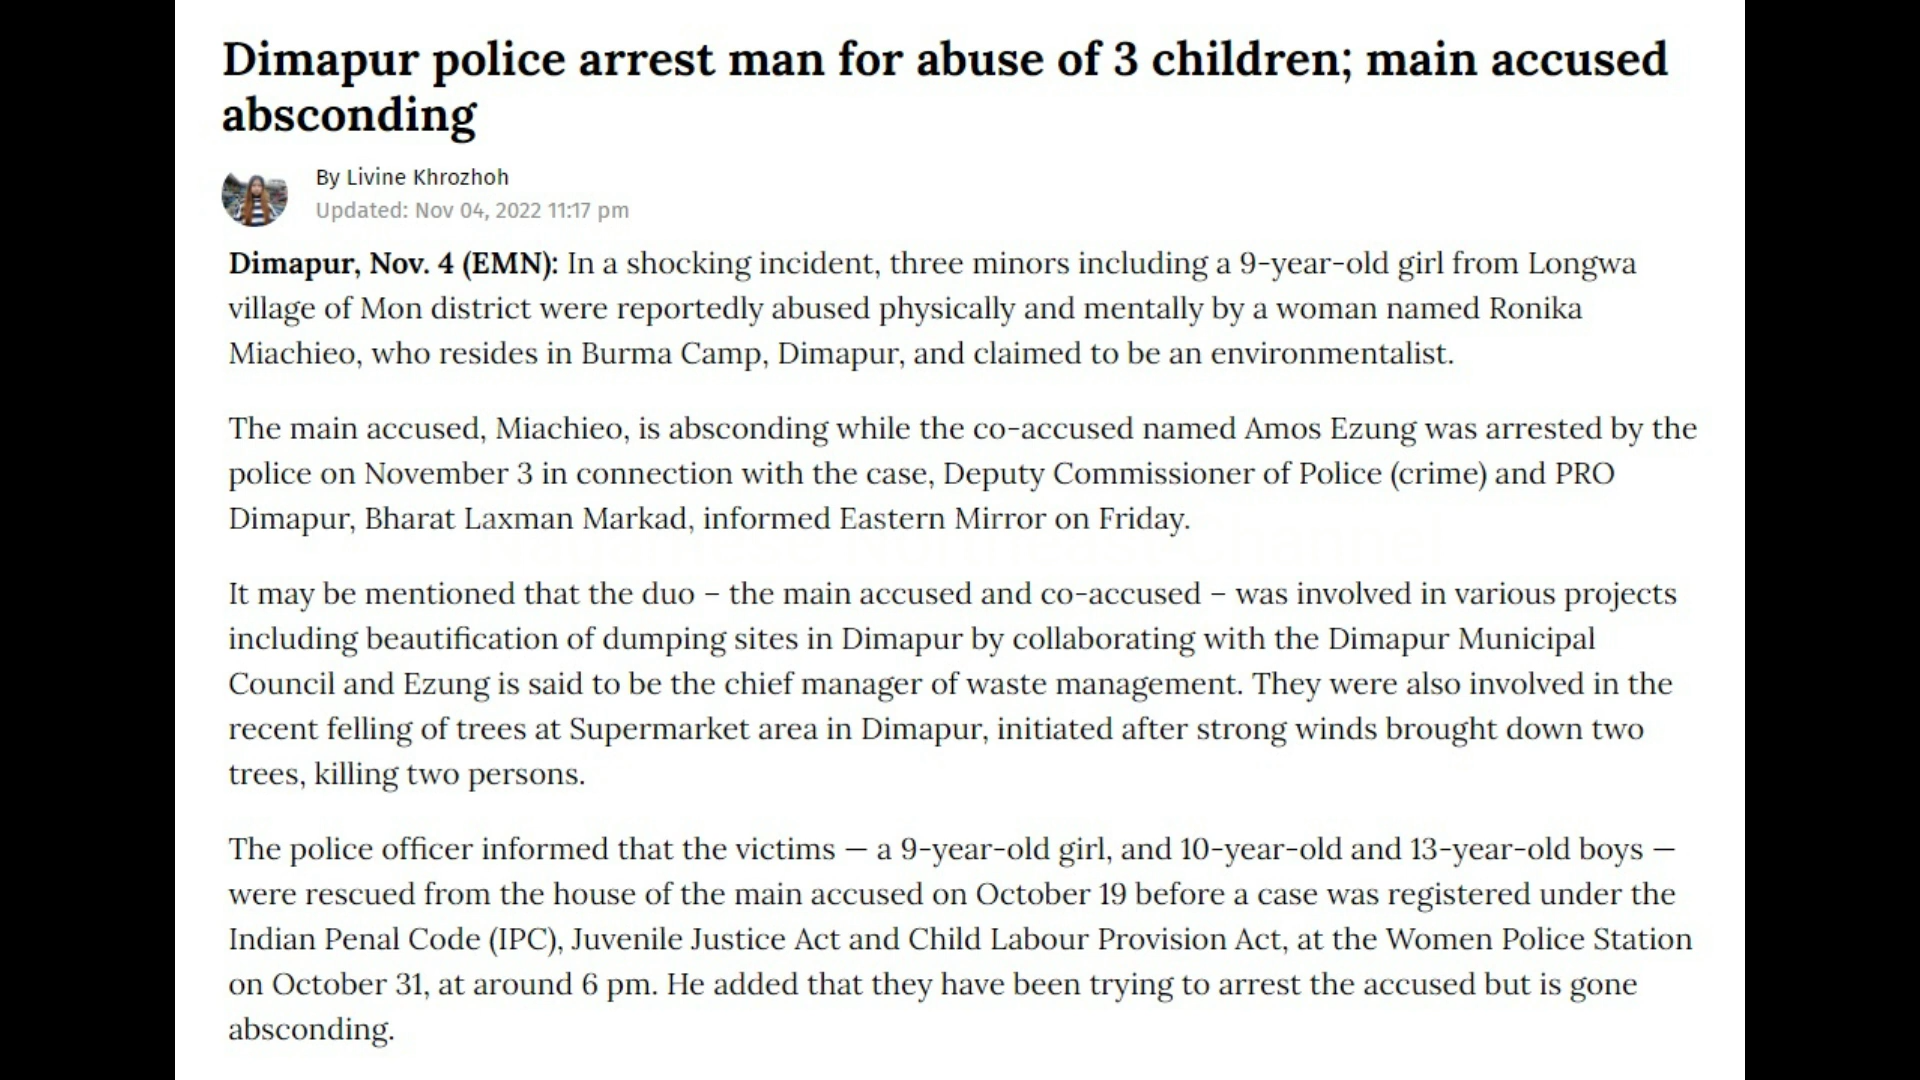 Dimapur police arrest man for abuse of 3 children; main accused
absconding
By Livine Khrozhoh
Updated: Nov 04, 2022 11:17 pm
Dimapur, Nov. 4 (EMN): In a shocking incident, three minors including a 9-year-old girl from Longwa
village of Mon district were reportedly abused physically and mentally by a woman named Ronika
Miachieo, who resides in Burma Camp, Dimapur, and claimed to be an environmentalist.
The main accused, Miachieo, is absconding while the co-accused named Amos Ezung was arrested by the
police on November 3 in connection with the case, Deputy Commissioner of Police (crime) and PRO
Dimapur, Bharat Laxman Markad, informed Eastern Mirror on Friday.
It may be mentioned that the duo – the main accused and co-accused – was involved in various projects
including beautification of dumping sites in Dimapur by collaborating with the Dimapur Municipal
Council and Ezung is said to be the chief manager of waste management. They were also involved in the
recent felling of trees at Supermarket area in Dimapur, initiated after strong winds brought down two
trees, killing two persons.
The police officer informed that the victims — a 9-year-old girl, and 10-year-old and 13-year-old boys —
were rescued from the house of the main accused on October 19 before a case was registered under the
Indian Penal Code (IPC), Juvenile Justice Act and Child Labour Provision Act, at the Women Police Station
on October 31, at around 6 pm. He added that they have been trying to arrest the accused but is gone
absconding.